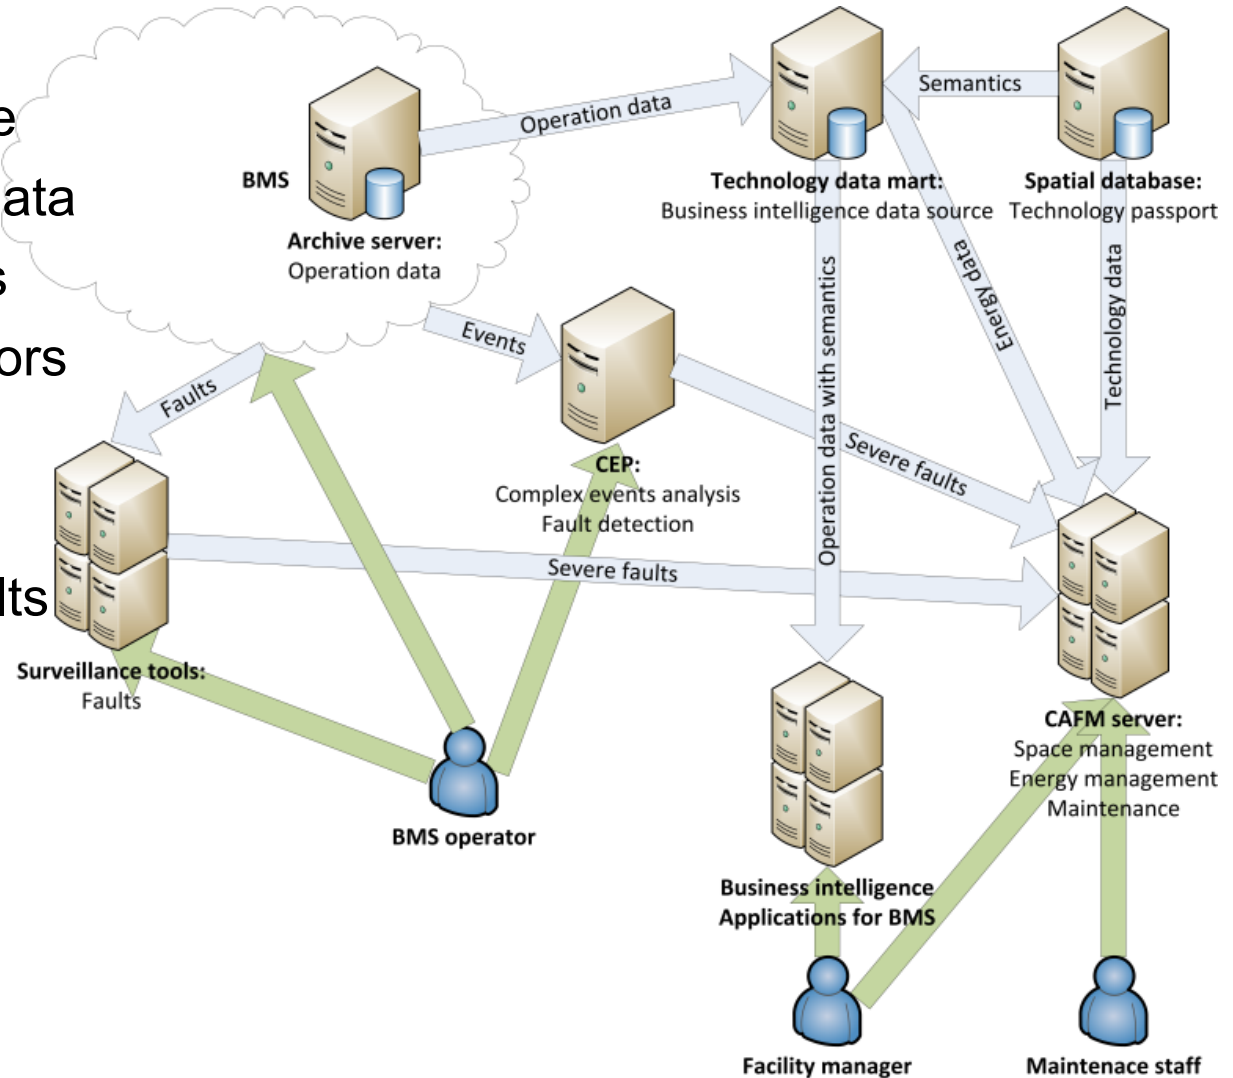 e
ata
s
ors
lts
BMS
Archive server:
Operation data
Operation data
Semantics
Technology data mart:
Business intelligence data source
Spatial database:
Technology passport
Events
Faults
Energy data
Technology data
Operation data with semantics
Severe faults
CEP:
Complex events analysis
Fault detection
Severe faults
Surveillance tools:
Faults
BMS operator
CAFM server:
Space management
Energy management
Maintenance
Business intelligence
Applications for BMS
Facility manager
Maintenace staff